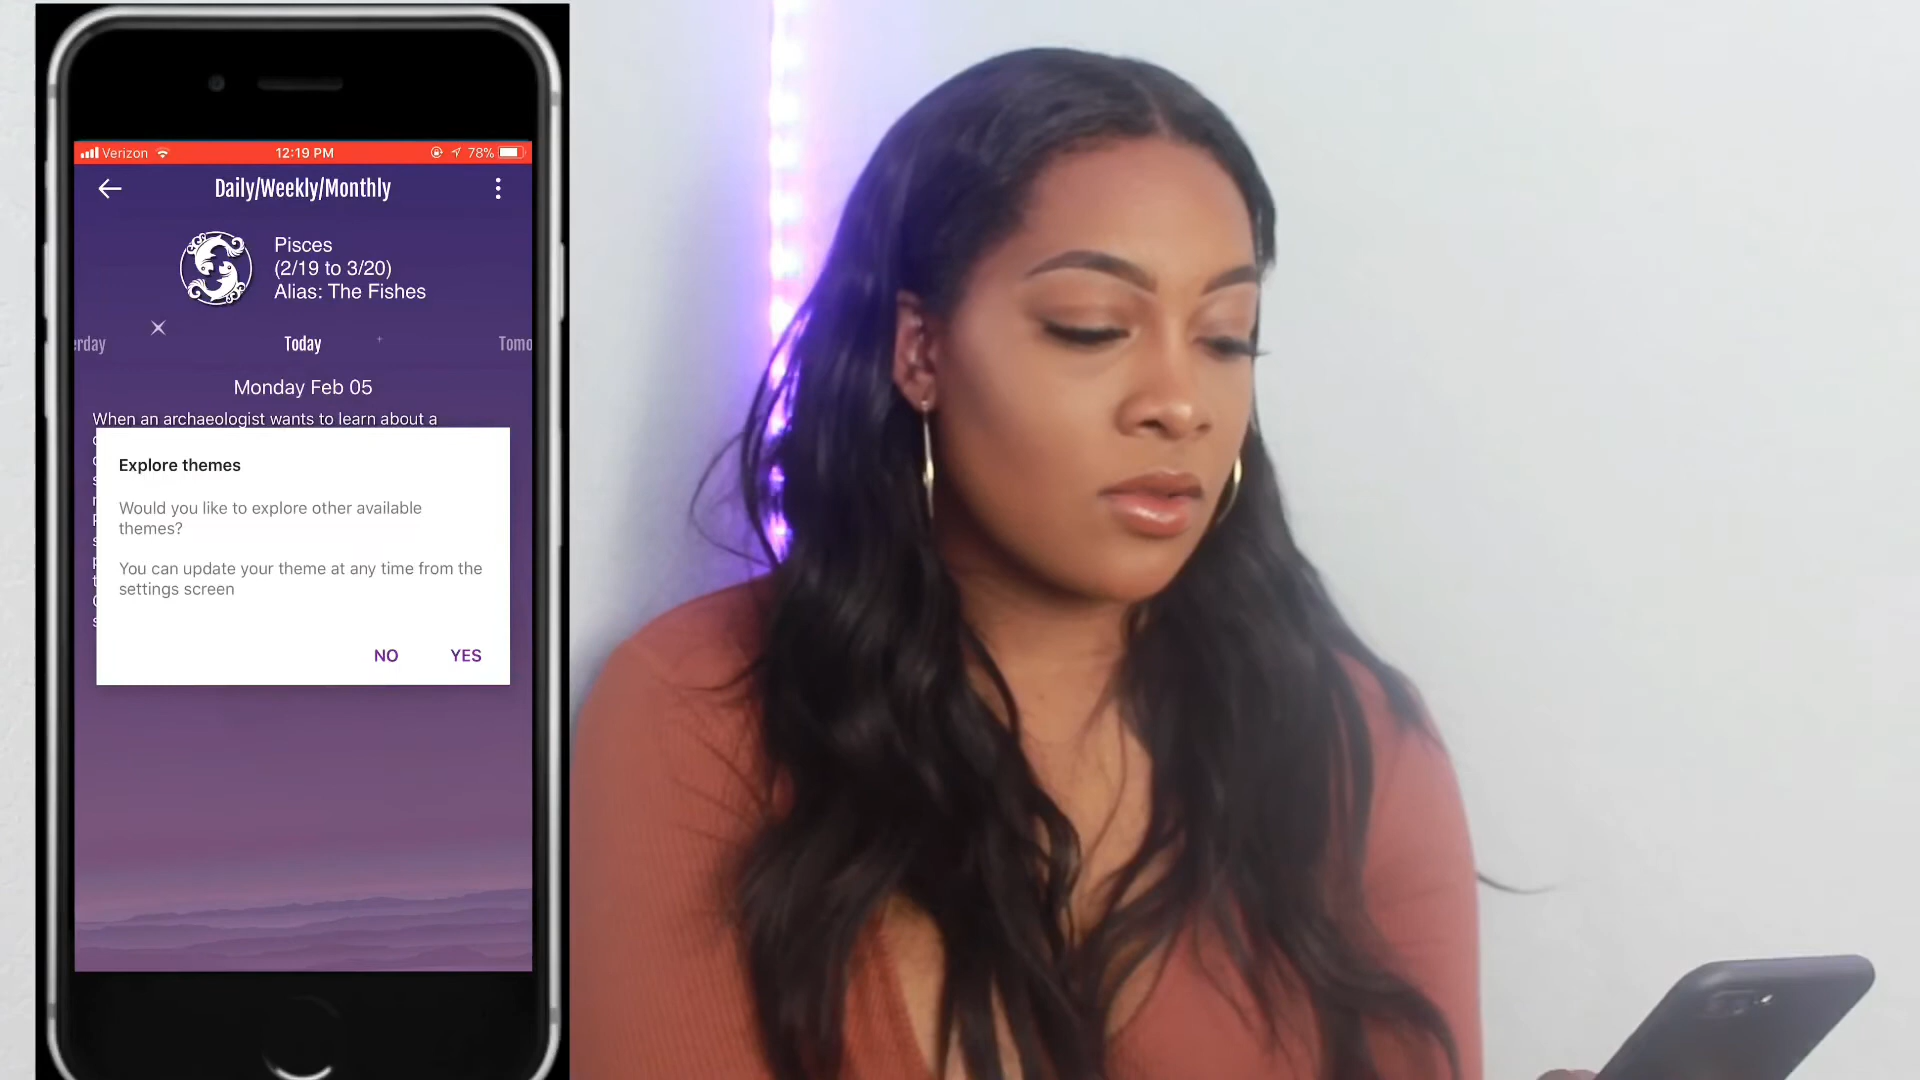 Verizon 12:19 PM 78%
Daily/Weekly/Monthly
Pisces
(2/19 to 3/20)
Alias: The Fishes
erday Today Tomo
Monday Feb 05
When an archaeologist wants to learn about a
Explore themes
Would you like to explore other available
themes?
You can update your theme at any time from the
settings screen
NO YES